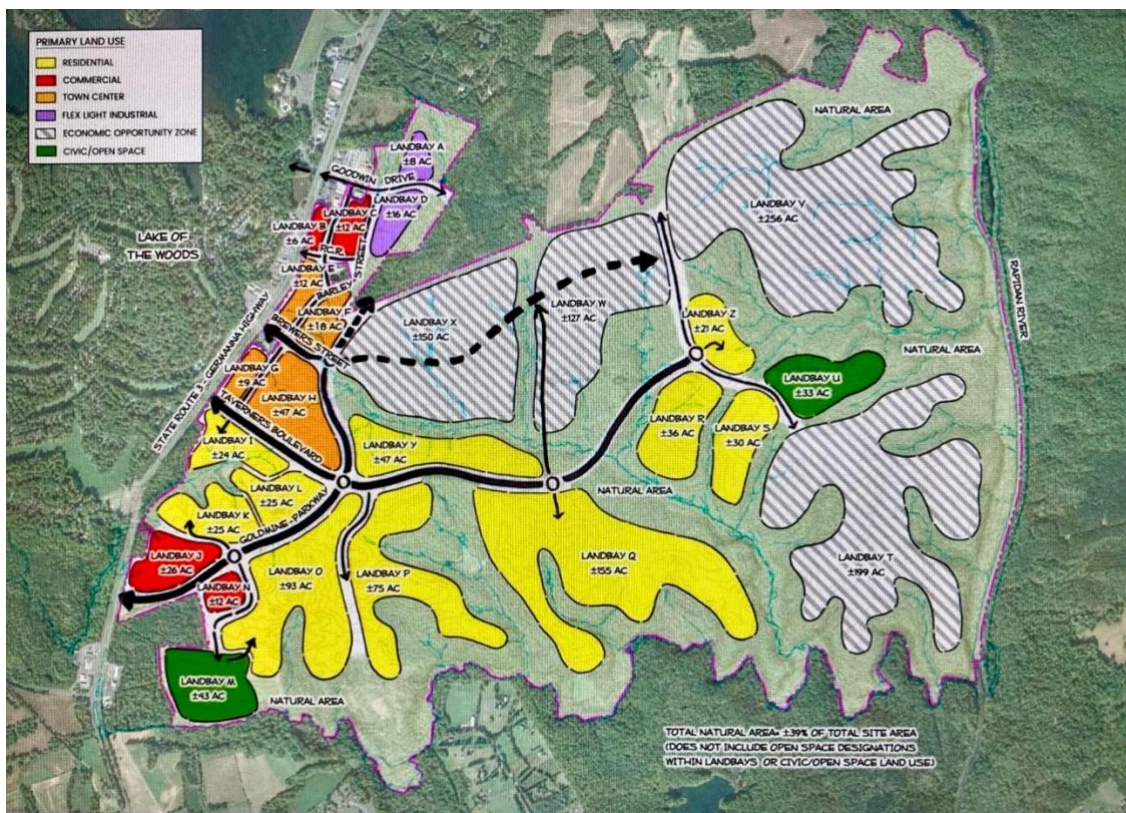 PRIMARY LAND USE
RESIDENTIAL
COMMERCIAL
TOWN CENTER
FLEX LIGHT INDUSTRIAL
ECONOMIC OPPORTUNITY ZONE
CIVIC/OPEN SPACE
NATURAL AREA
LANDBAY A
±8 AC
GOODWIN DRIVE
LANDBAY D
±16 AC
LANDBAY C
±12 AC
LANDBAY B
±6 AC
P.C.R.
LANDBAY V
±256 AC
LAKE OF
THE WOODS
LANDBAY E
±12 AC
BARLEY STREET
RAPIDAN RIVER
LANDBAY F
±18 AC
BREWERS STREET
LANDBAY X
±150 AC
LANDBAY W
±127 AC
LANDBAY Z
±21 AC
STATE ROUTE 3 - GERMANNA HIGHWAY
NATURAL AREA
LANDBAY G
±9 AC
LANDBAY H
±47 AC
LANDBAY U
±33 AC
TAVERNERS BOULEVARD
LANDBAY R
±36 AC
LANDBAY S
±30 AC
LANDBAY I
±24 AC
LANDBAY Y
±47 AC
LANDBAY L
±25 AC
NATURAL AREA
LANDBAY K
±25 AC
GOLDMINE-PARKWAY
LANDBAY J
±26 AC
LANDBAY Q
±155 AC
LANDBAY T
±199 AC
LANDBAY O
±93 AC
LANDBAY P
±75 AC
LANDBAY N
±12 AC
LANDBAY M
±43 AC
NATURAL AREA
TOTAL NATURAL AREA= ±39% OF TOTAL SITE AREA
(DOES NOT INCLUDE OPEN SPACE DESIGNATIONS
WITHIN LANDBAYS OR CIVIC/OPEN SPACE LAND USE)